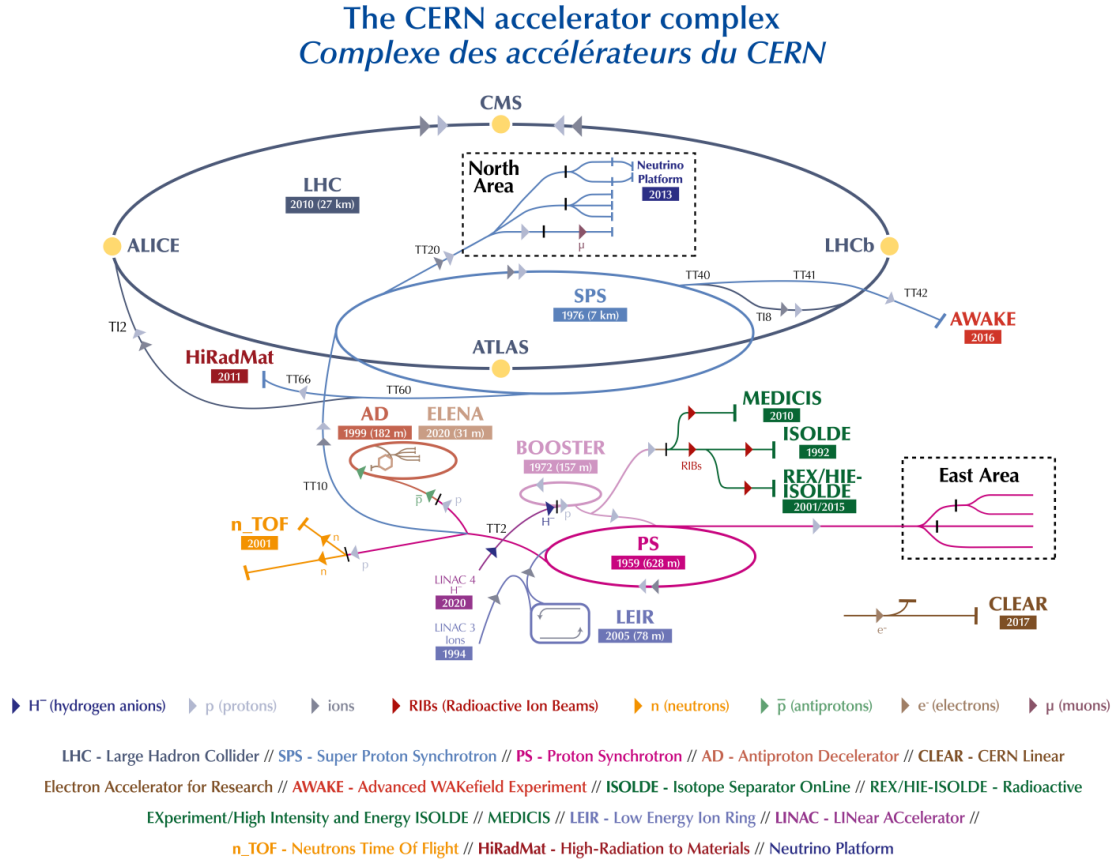 The CERN accelerator complex
Complexe des accélérateurs du CERN
CMS
North
Area
Neutrino
Platform
2013
LHC
2010 (27 km)
μ
ALICE
LHCb
TT20
TT40
TT41
TT42
SPS
1976 (7 km)
TI8
AWAKE
2016
TI2
ATLAS
HiRadMat
2011
TT66
TT60
AD
1999 (182 m)
ELENA
2020 (31 m)
MEDICIS
2010
BOOSTER
1972 (157 m)
ISOLDE
1992
RIBs
REX/HIE-
ISOLDE
2001/2015
East Area
TT10
p̅
p
H⁻
p
TT2
n_TOF
2001
n
n
p
PS
1959 (628 m)
LINAC 4
H⁻
2020
LINAC 3
Ions
1994
LEIR
2005 (78 m)
CLEAR
2017
e⁻
H⁻ (hydrogen anions)
p (protons)
ions
RIBs (Radioactive Ion Beams)
n (neutrons)
p̅ (antiprotons)
e⁻ (electrons)
μ (muons)
LHC - Large Hadron Collider // SPS - Super Proton Synchrotron // PS - Proton Synchrotron // AD - Antiproton Decelerator // CLEAR - CERN Linear
Electron Accelerator for Research // AWAKE - Advanced WAKefield Experiment // ISOLDE - Isotope Separator OnLine // REX/HIE-ISOLDE - Radioactive
EXperiment/High Intensity and Energy ISOLDE // MEDICIS // LEIR - Low Energy Ion Ring // LINAC - LINear ACcelerator //
n_TOF - Neutrons Time Of Flight // HiRadMat - High-Radiation to Materials // Neutrino Platform